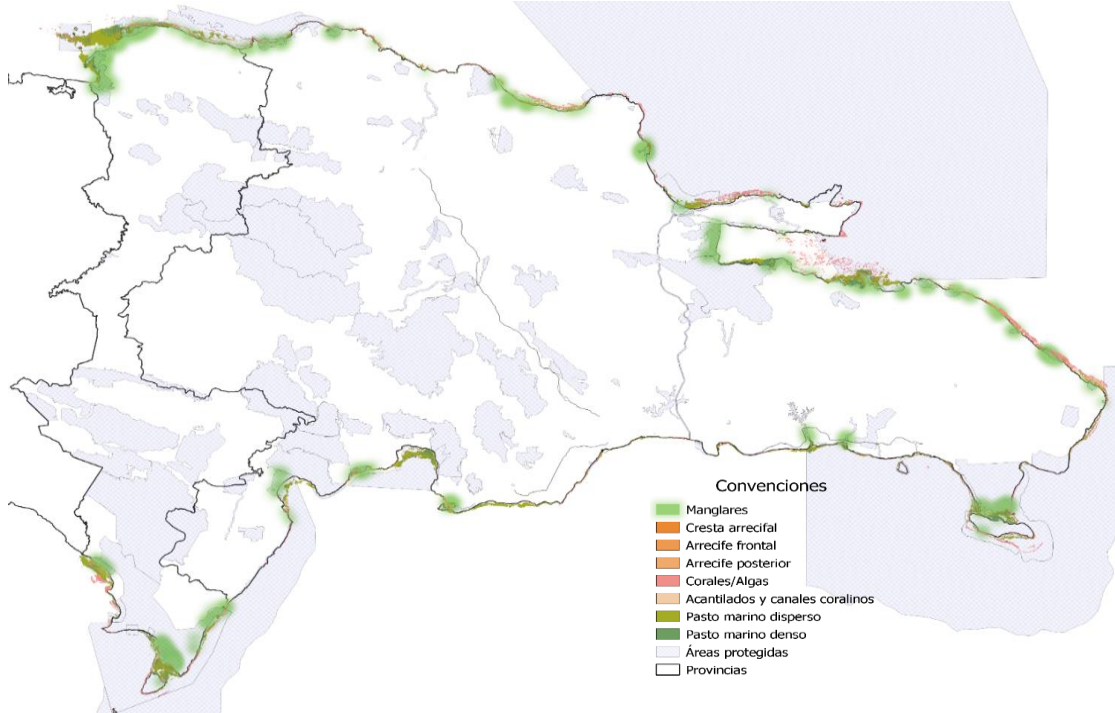 Convenciones
Manglares
Cresta arrecifal
Arrecife frontal
Arrecife posterior
Corales/Algas
Acantilados y canales coralinos
Pasto marino disperso
Pasto marino denso
Áreas protegidas
Provincias